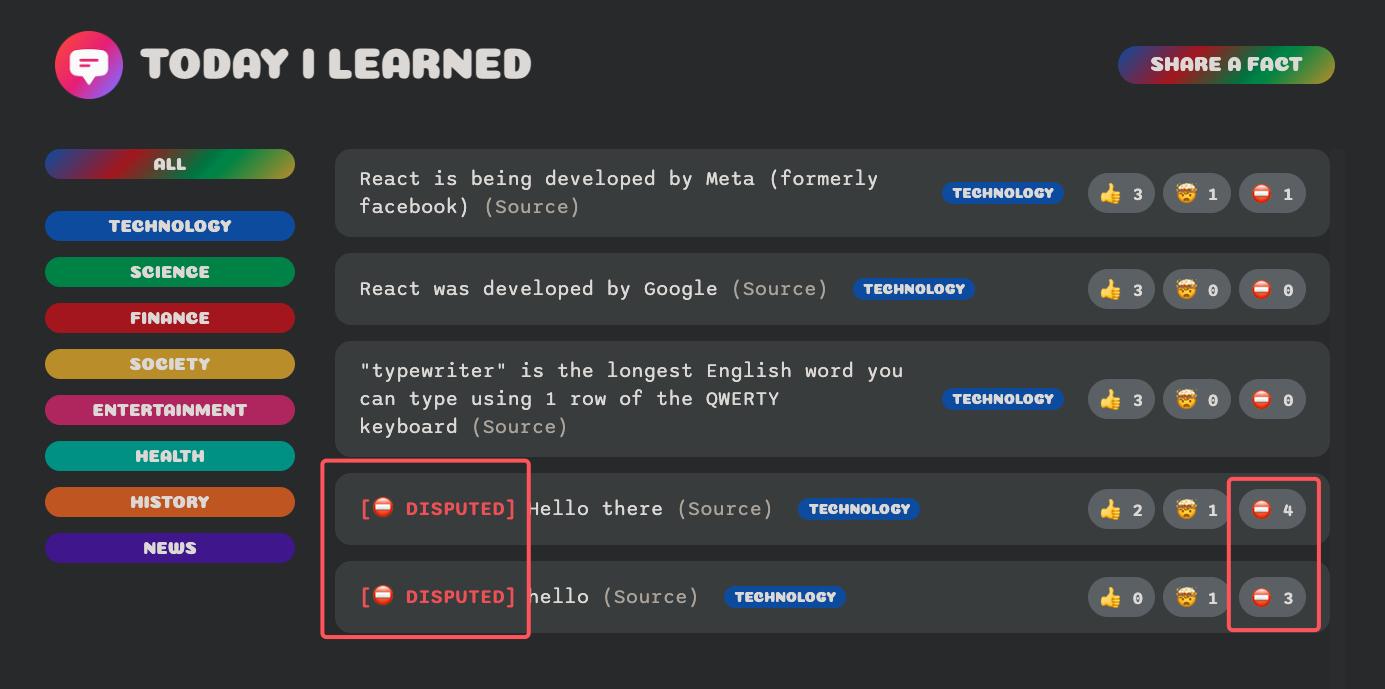 TODAY I LEARNED
SHARE A FACT
ALL
TECHNOLOGY
SCIENCE
FINANCE
SOCIETY
ENTERTAINMENT
HEALTH
HISTORY
NEWS
React is being developed by Meta (formerly
facebook) (Source)
TECHNOLOGY
👍 3 🤯 1 ⛔ 1
React was developed by Google (Source) TECHNOLOGY 👍 3 🤯 0 ⛔ 0
"typewriter" is the longest English word you
can type using 1 row of the QWERTY
keyboard (Source)
TECHNOLOGY
👍 3 🤯 0 ⛔ 0
[⛔ DISPUTED] Hello there (Source) TECHNOLOGY 👍 2 🤯 1 ⛔ 4
[⛔ DISPUTED] hello (Source) TECHNOLOGY 👍 0 🤯 1 ⛔ 3